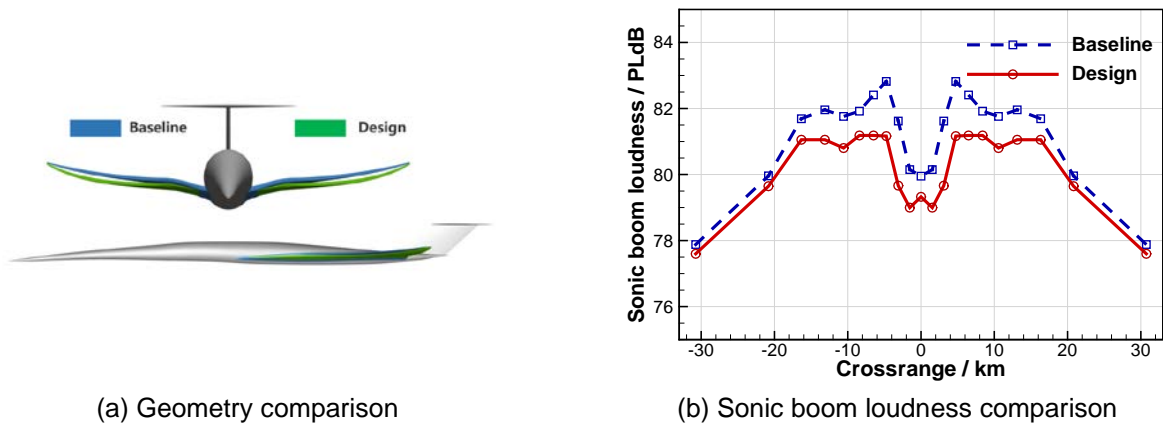 Baseline
Design
(a) Geometry comparison
Sonic boom loudness / PLdB
84
82
80
78
76
Baseline
Design
-30
-20
-10
0
10
20
30
Crossrange / km
(b) Sonic boom loudness comparison